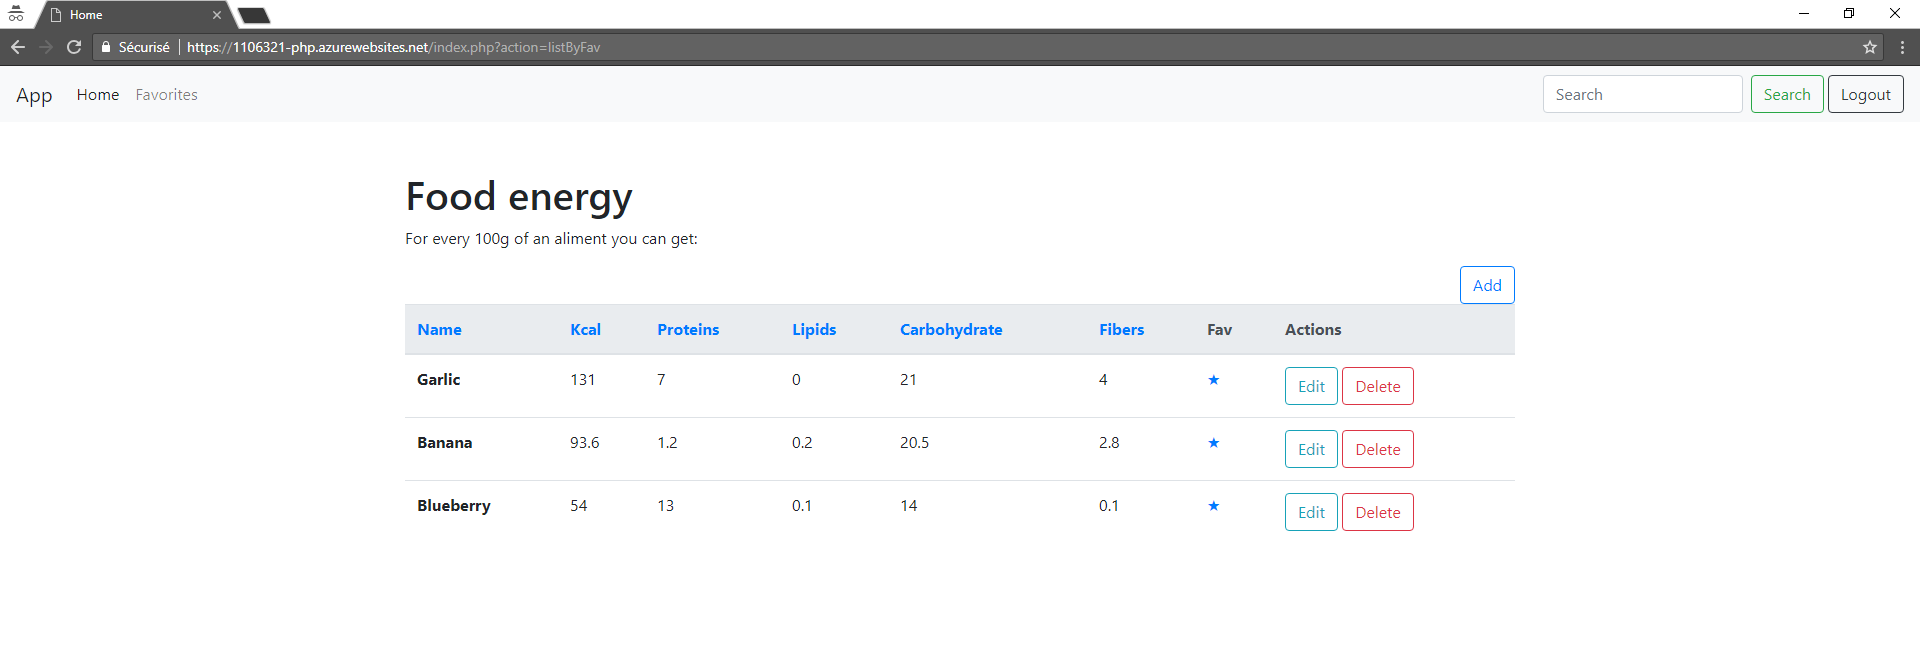 Home
Sécurisé https://1106321-php.azurewebsites.net/index.php?action=listByFav
App Home Favorites Search Search Logout
Food energy
For every 100g of an aliment you can get:
Add
Name Kcal Proteins Lipids Carbohydrate Fibers Fav Actions
Garlic 131 7 0 21 4 ★ Edit Delete
Banana 93.6 1.2 0.2 20.5 2.8 ★ Edit Delete
Blueberry 54 13 0.1 14 0.1 ★ Edit Delete